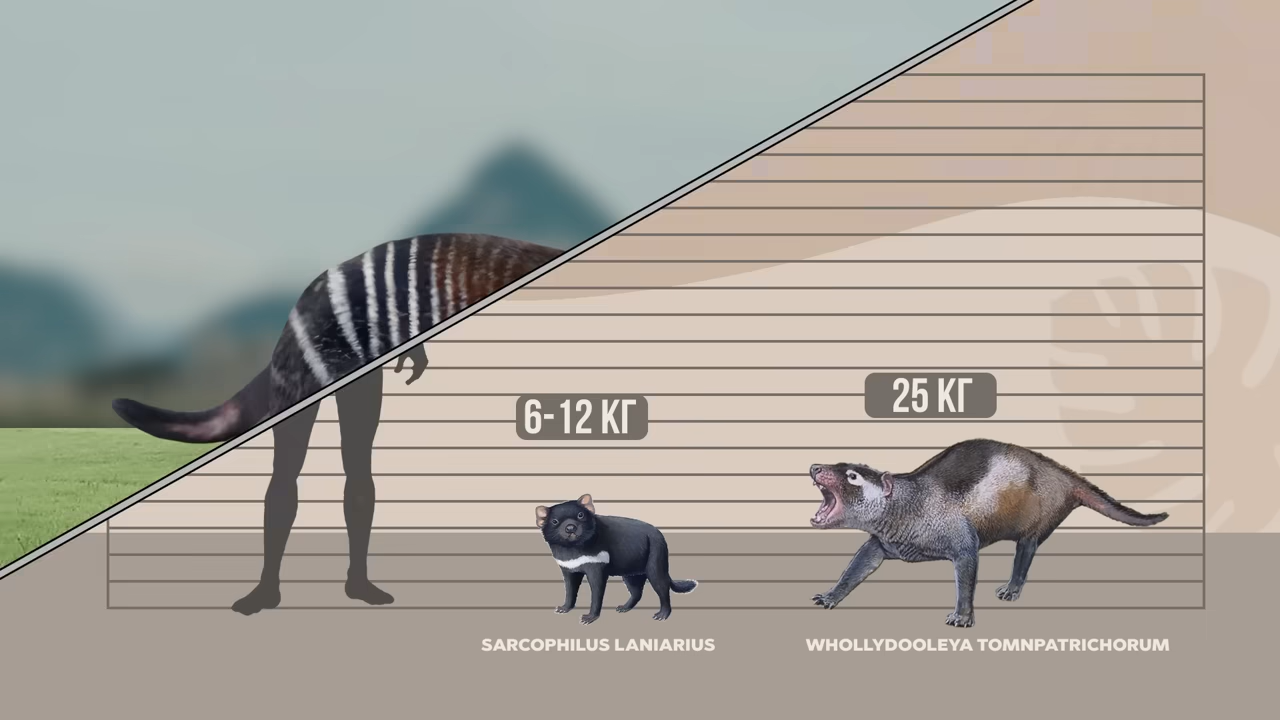 6-12 КГ
25 КГ
SARCOPHILUS LANIARIUS
WHOLLYDOOLEYA TOMNPATRICHORUM